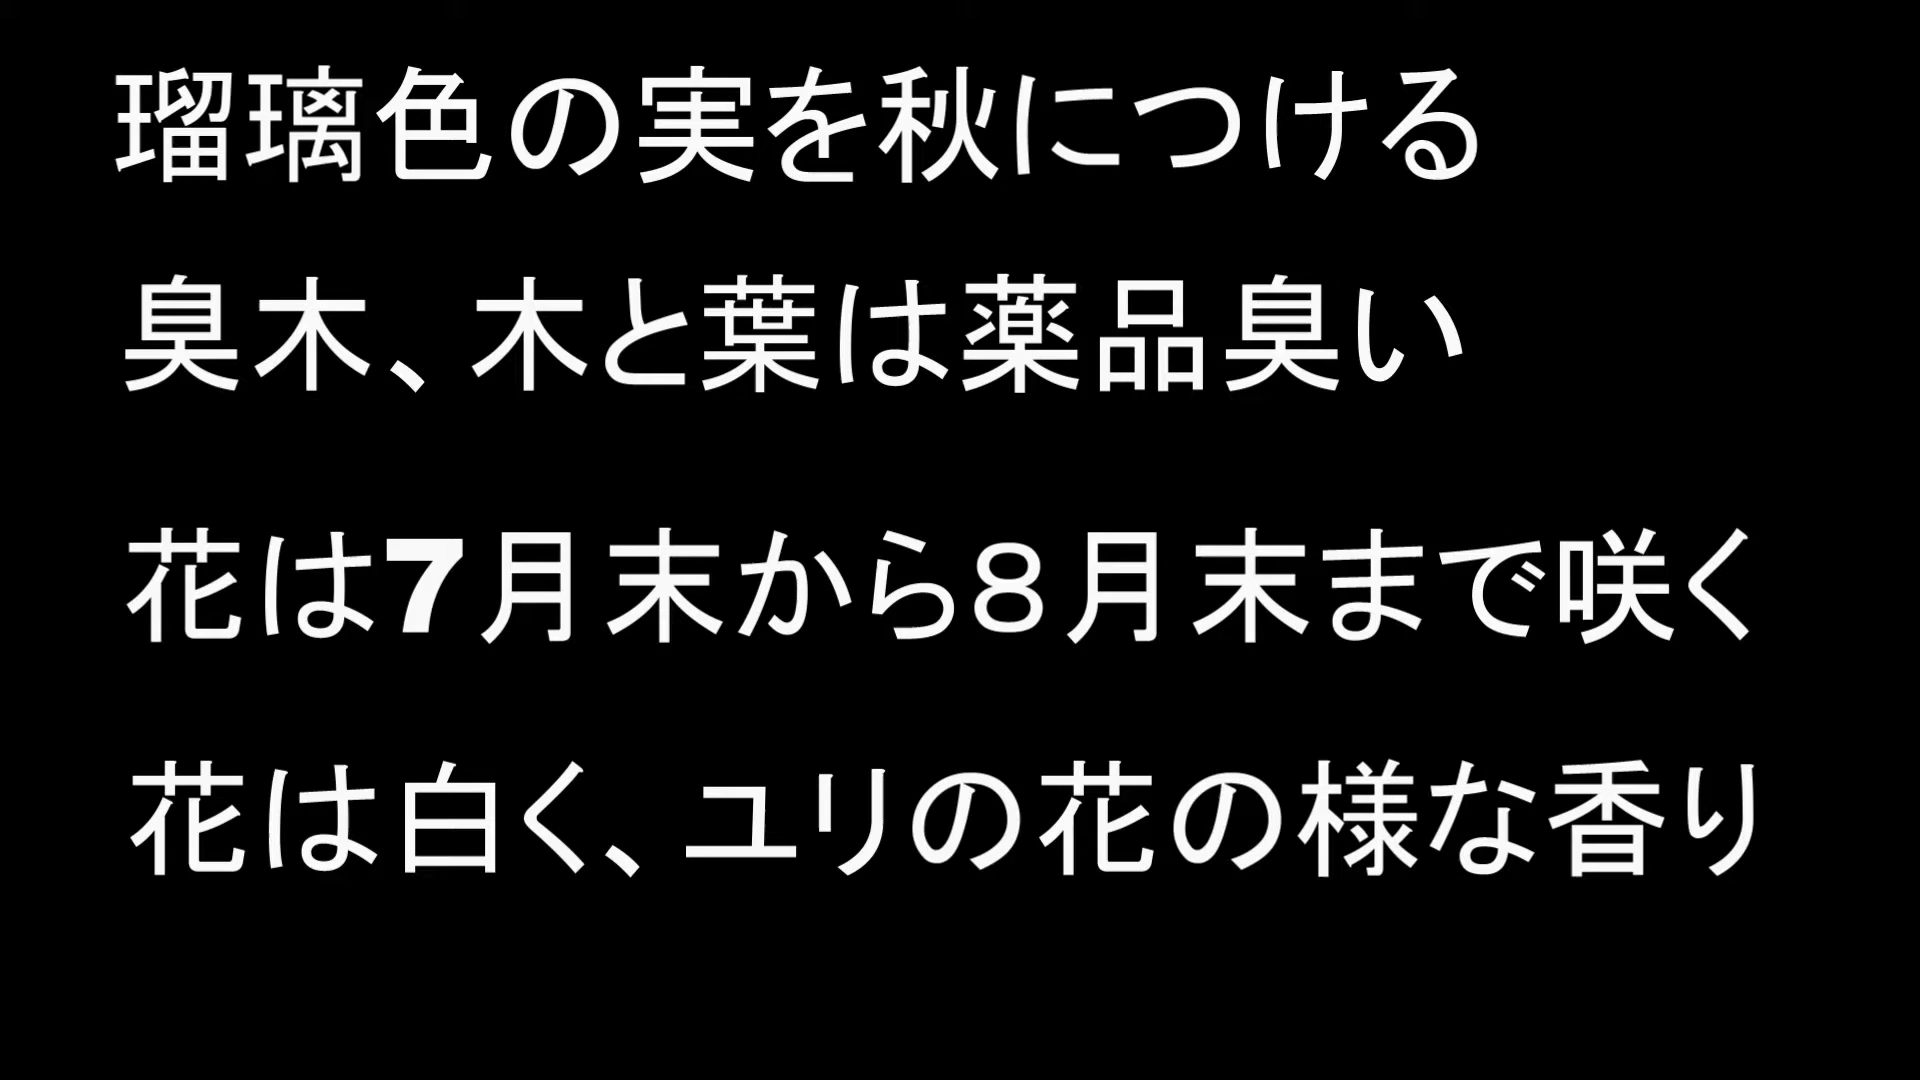 瑠璃色の実を秋につける
臭木、木と葉は薬品臭い
花は7月末から８月末まで咲く
花は白く、ユリの花の様な香り